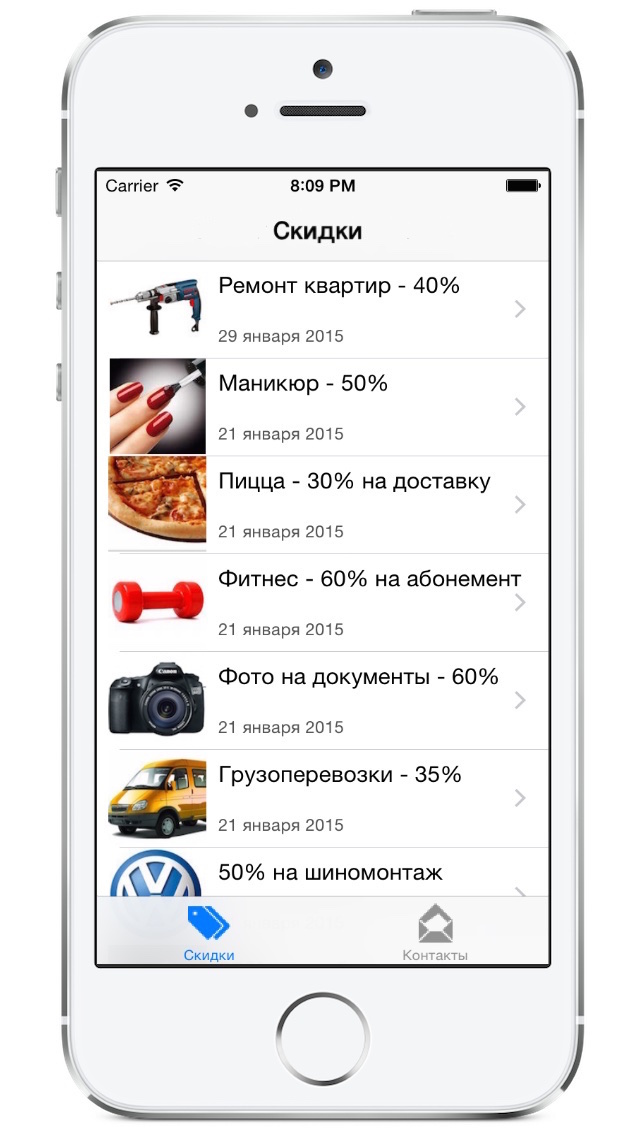 Carrier 8:09 PM
Скидки
Ремонт квартир - 40%
29 января 2015
Маникюр - 50%
21 января 2015
Пицца - 30% на доставку
21 января 2015
Фитнес - 60% на абонемент
21 января 2015
Canon
Фото на документы - 60%
21 января 2015
Грузоперевозки - 35%
21 января 2015
50% на шиномонтаж
Скидки
Контакты